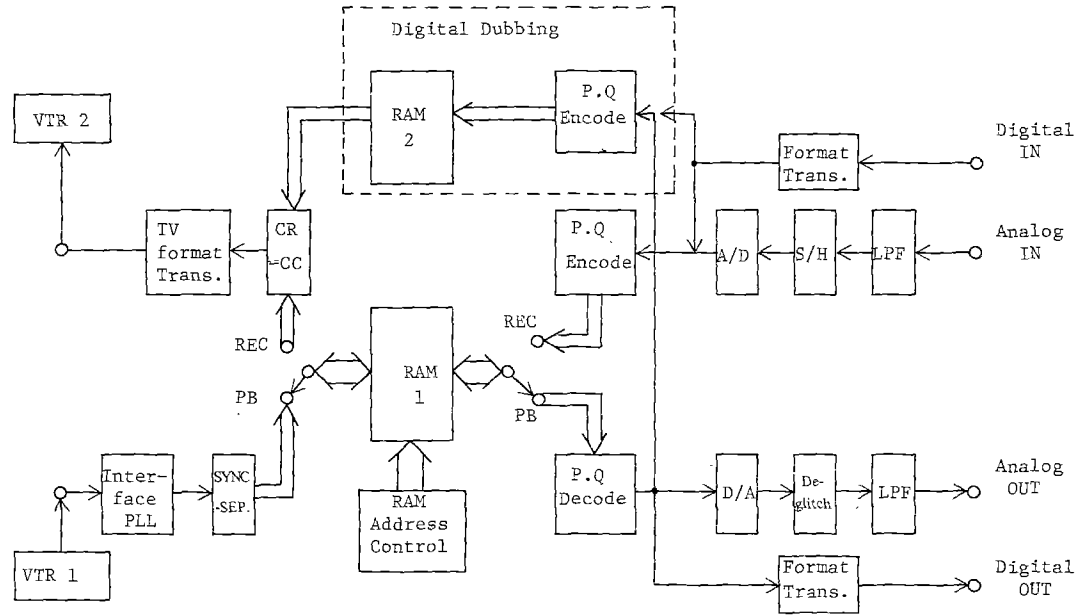 Digital Dubbing
RAM
2
P.Q
Encode
VTR 2
Digital
IN
Format
Trans.
TV
format
Trans.
CR
=CC
P.Q
Encode
A/D
S/H
LPF
Analog
IN
REC
REC
PB
RAM
1
PB
Inter-
face
PLL
SYNC
-SEP.
RAM
Address
Control
P.Q
Decode
D/A
De-
glitch
LPF
Analog
OUT
VTR 1
Format
Trans.
Digital
OUT